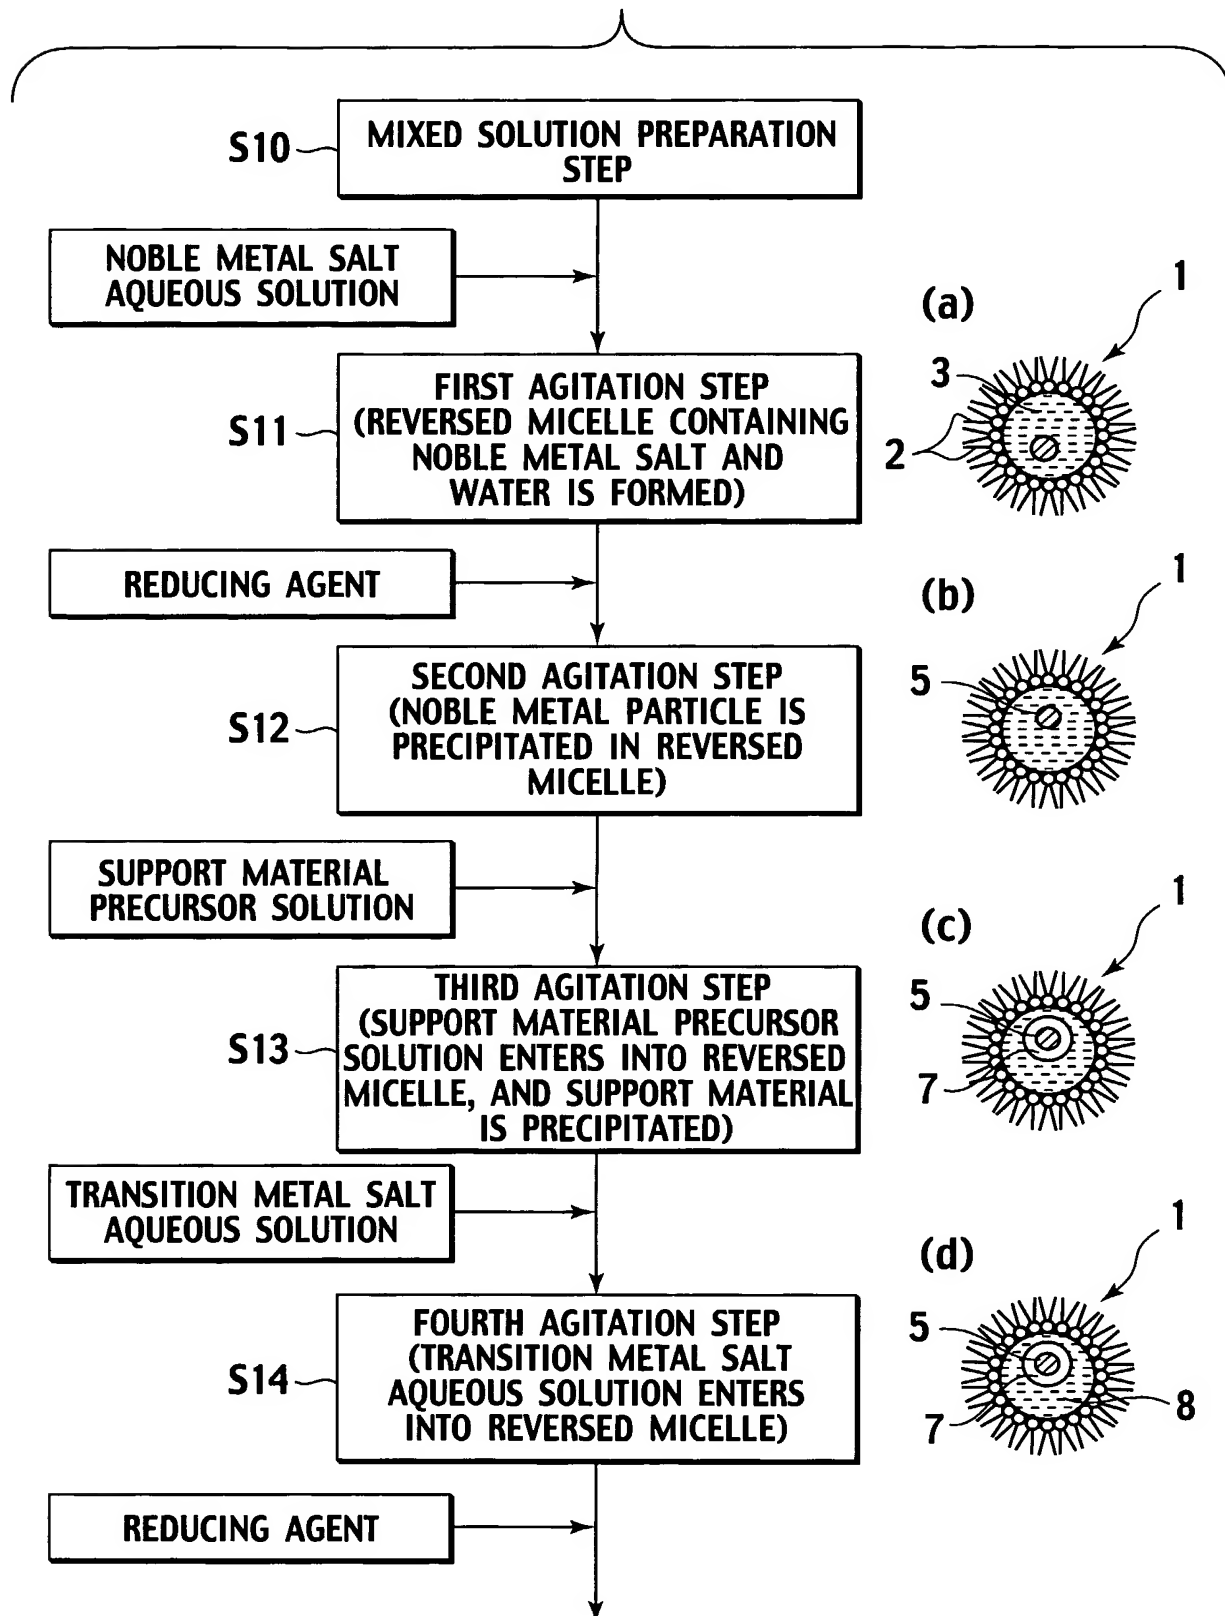 S10
MIXED SOLUTION PREPARATION
STEP
NOBLE METAL SALT
AQUEOUS SOLUTION
S11
FIRST AGITATION STEP
(REVERSED MICELLE CONTAINING
NOBLE METAL SALT AND
WATER IS FORMED)
(a)
1
3
2
REDUCING AGENT
S12
SECOND AGITATION STEP
(NOBLE METAL PARTICLE IS
PRECIPITATED IN REVERSED
MICELLE)
(b)
1
5
SUPPORT MATERIAL
PRECURSOR SOLUTION
S13
THIRD AGITATION STEP
(SUPPORT MATERIAL PRECURSOR
SOLUTION ENTERS INTO REVERSED
MICELLE, AND SUPPORT MATERIAL
IS PRECIPITATED)
(c)
1
5
7
TRANSITION METAL SALT
AQUEOUS SOLUTION
S14
FOURTH AGITATION STEP
(TRANSITION METAL SALT
AQUEOUS SOLUTION ENTERS
INTO REVERSED MICELLE)
(d)
1
5
7
8
REDUCING AGENT